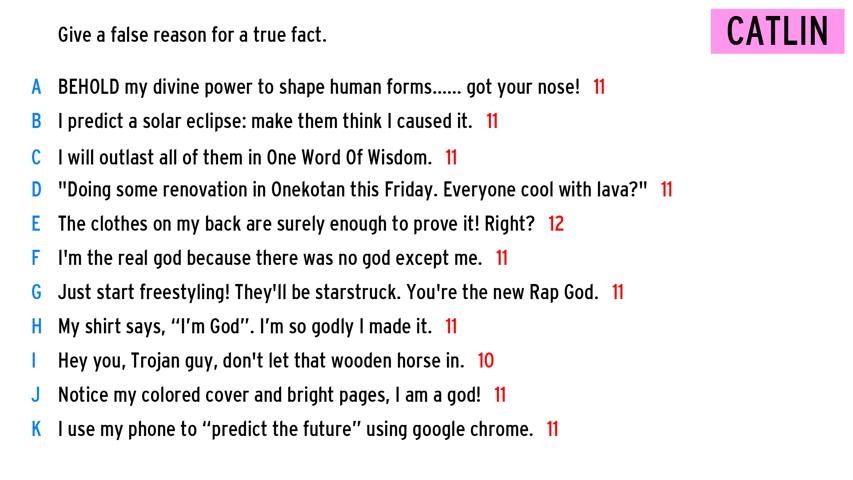 Give a false reason for a true fact.
CATLIN
A BEHOLD my divine power to shape human forms...... got your nose! 11
B I predict a solar eclipse: make them think I caused it. 11
C I will outlast all of them in One Word Of Wisdom. 11
D "Doing some renovation in Onekotan this Friday. Everyone cool with lava?" 11
E The clothes on my back are surely enough to prove it! Right? 12
F I'm the real god because there was no god except me. 11
G Just start freestyling! They'll be starstruck. You're the new Rap God. 11
H My shirt says, “I’m God”. I’m so godly I made it. 11
I Hey you, Trojan guy, don't let that wooden horse in. 10
J Notice my colored cover and bright pages, I am a god! 11
K I use my phone to “predict the future” using google chrome. 11